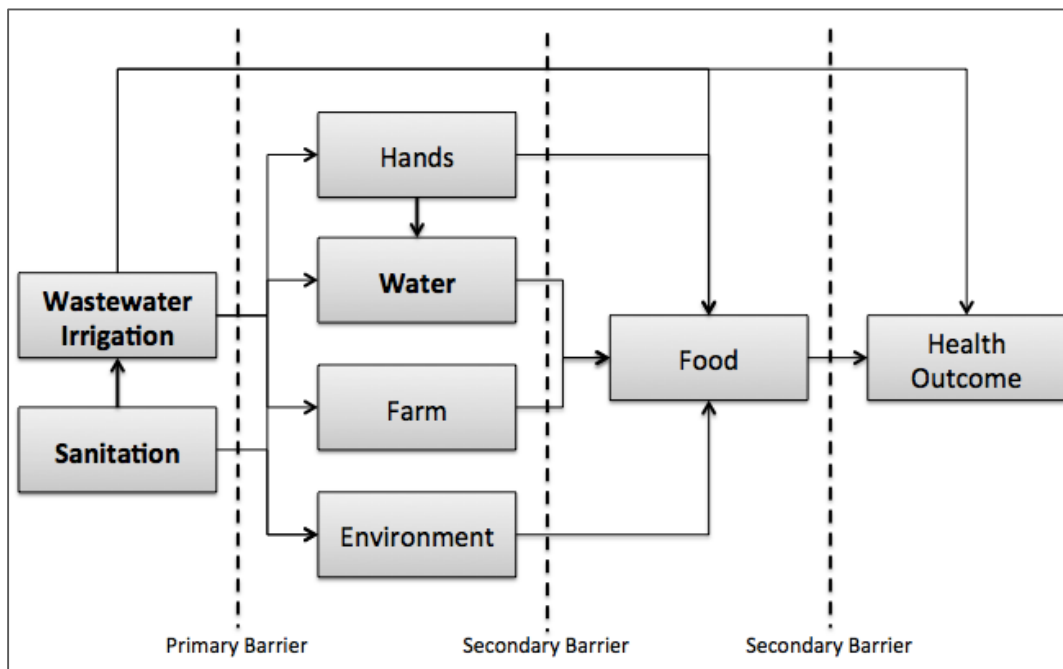 Hands
Water
Wastewater
Irrigation
Food
Health
Outcome
Farm
Sanitation
Environment
Primary Barrier
Secondary Barrier
Secondary Barrier